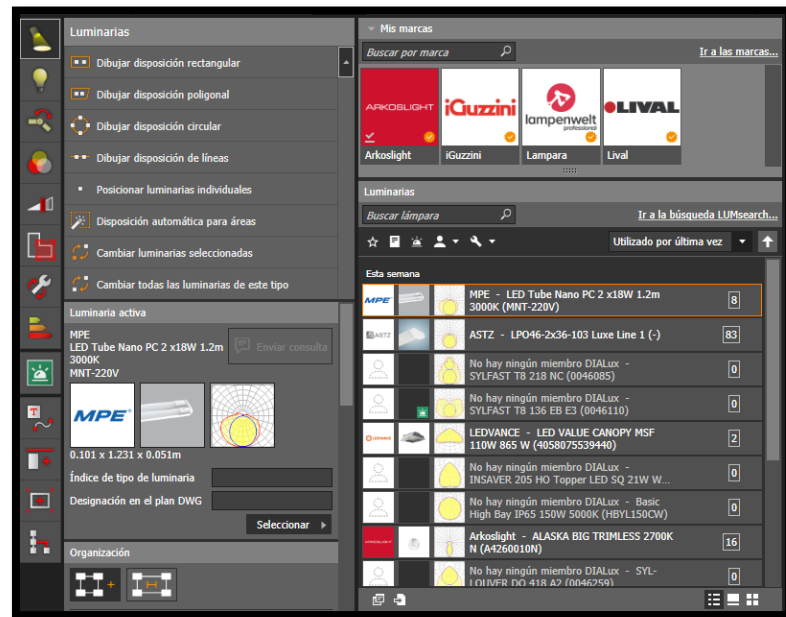 Luminarias
Dibujar disposición rectangular
Dibujar disposición poligonal
Dibujar disposición circular
Dibujar disposición de líneas
Posicionar luminarias individuales
Disposición automática para áreas
Cambiar luminarias seleccionadas
Cambiar todas las luminarias de este tipo
Luminaria activa
MPE
LED Tube Nano PC 2 x18W 1.2m
3000K
MNT-220V
Enviar consulta
MPE
0.101 x 1.231 x 0.051m
Índice de tipo de luminaria
Designación en el plan DWG
Seleccionar
Organización
Mis marcas
Buscar por marca
Ir a las marcas...
ARKOSLIGHT
iGuzzini
lampenwelt
professional
LIVAL
Arkoslight
iGuzzini
Lampara
Lival
Luminarias
Buscar lámpara
Ir a la búsqueda LUMsearch...
Utilizado por última vez
Esta semana
MPE
MPE - LED Tube Nano PC 2 x18W 1.2m
3000K (MNT-220V)
8
ASTZ
ASTZ - LPO46-2x36-103 Luxe Line 1 (-)
83
No hay ningún miembro DIALux -
SYLFAST T8 218 NC (0046085)
0
No hay ningún miembro DIALux -
SYLFAST T8 136 EB E3 (0046110)
0
LEDVANCE - LED VALUE CANOPY MSF
110W 865 W (4058075539440)
2
No hay ningún miembro DIALux -
INSAVER 205 HO Topper LED SQ 21W W...
0
No hay ningún miembro DIALux - Basic
High Bay IP65 150W 5000K (HBYL150CW)
0
Arkoslight - ALASKA BIG TRIMLESS 2700K
N (A4260010N)
16
No hay ningún miembro DIALux - SYL-
LOUVER DO 418 A2 (0046259)
0